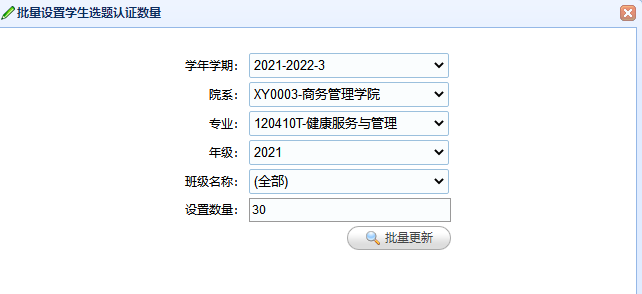 批量设置学生选题认证数量
学年学期： 2021-2022-3
院系： XY0003-商务管理学院
专业： 120410T-健康服务与管理
年级： 2021
班级名称： (全部)
设置数量： 30
批量更新